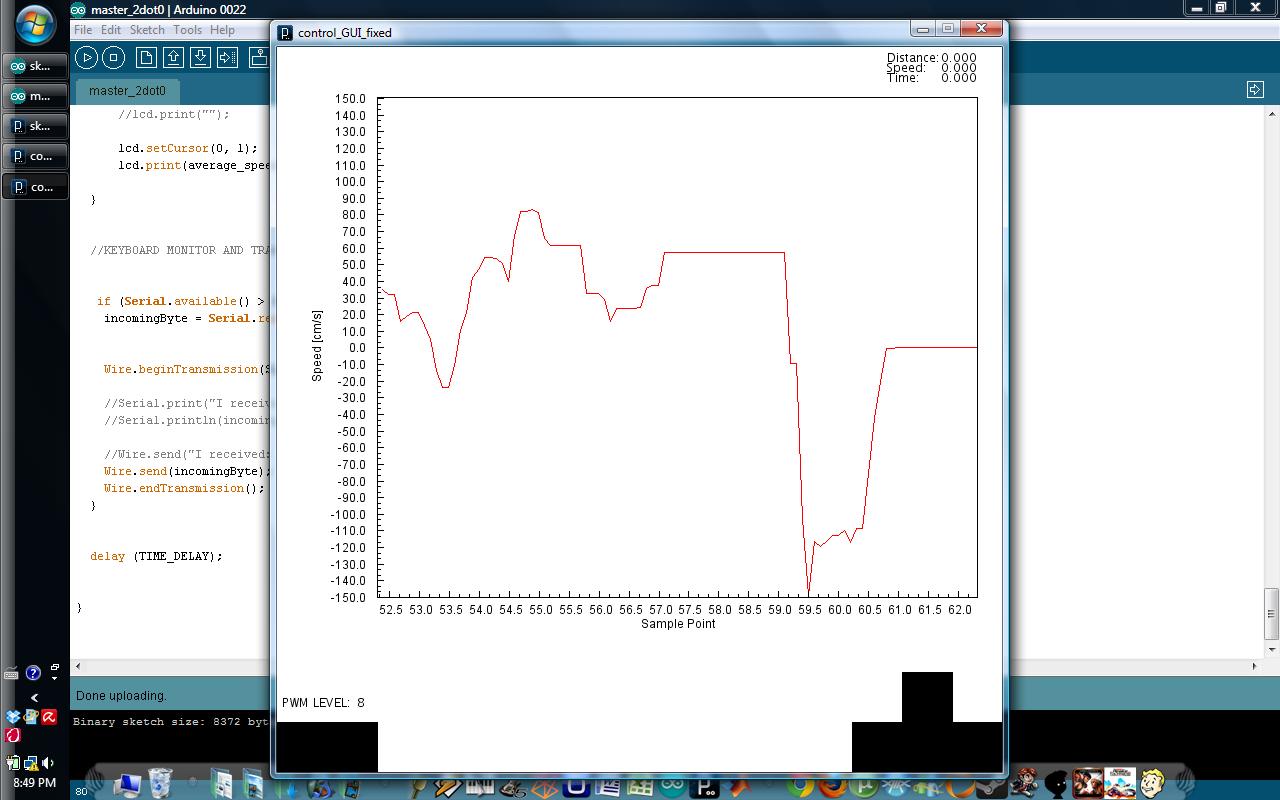 master_2dot0 | Arduino 0022
File Edit Sketch Tools Help
control_GUI_fixed
sk...
m...
sk...
co...
co...
master_2dot0
//lcd.print("");
lcd.setCursor(0, 1);
lcd.print(average_spee
}
//KEYBOARD MONITOR AND TRA
if (Serial.available() >
incomingByte = Serial.re
Wire.beginTransmission(S
//Serial.print("I receiv
//Serial.println(incomin
//Wire.send("I received:
Wire.send(incomingByte);
Wire.endTransmission();
}
delay (TIME_DELAY);
}
Done uploading.
Binary sketch size: 8372 byt
80
8:49 PM
Distance: 0.000
Speed: 0.000
Time: 0.000
150.0
140.0
130.0
120.0
110.0
100.0
90.0
80.0
70.0
60.0
50.0
40.0
30.0
20.0
10.0
0.0
-10.0
-20.0
-30.0
-40.0
-50.0
-60.0
-70.0
-80.0
-90.0
-100.0
-110.0
-120.0
-130.0
-140.0
-150.0
Speed [cm/s]
52.5 53.0 53.5 54.0 54.5 55.0 55.5 56.0 56.5 57.0 57.5 58.0 58.5 59.0 59.5 60.0 60.5 61.0 61.5 62.0
Sample Point
PWM LEVEL: 8